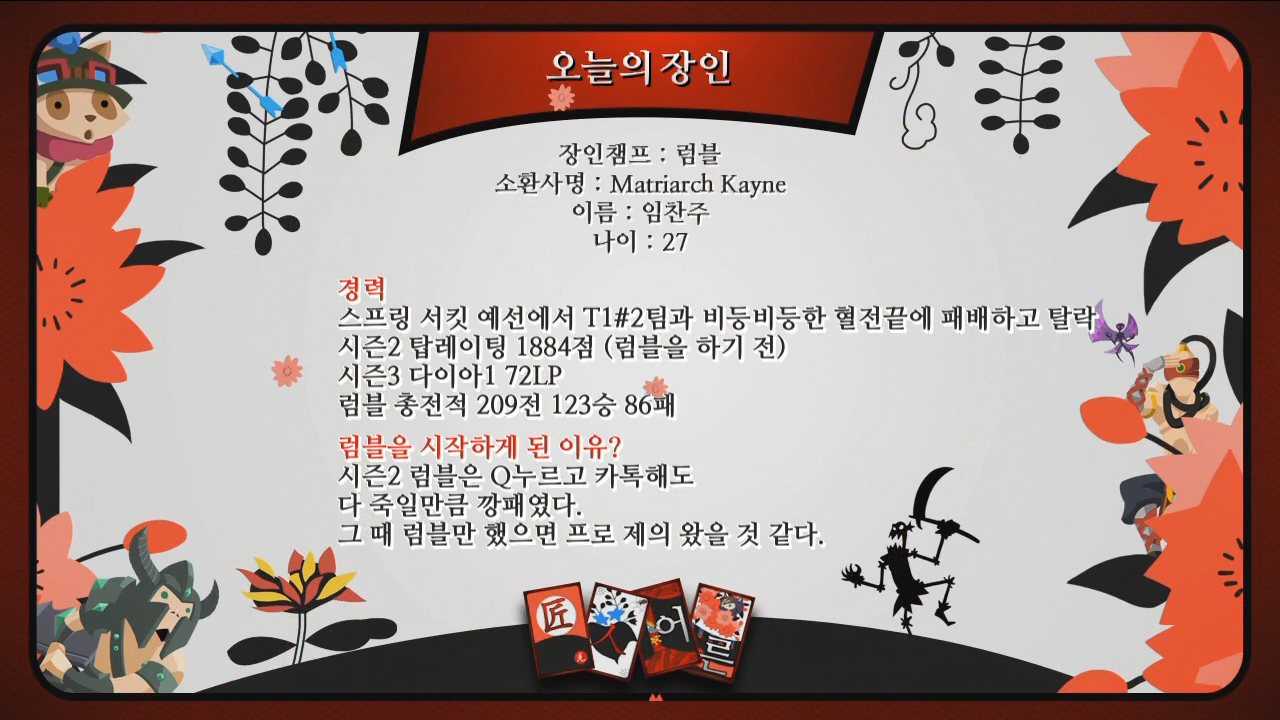 오늘의 장인
장인챔프 : 럼블
소환사명 : Matriarch Kayne
이름 : 임찬주
나이 : 27
경력
스프링 서킷 예선에서 T1#2팀과 비등비등한 혈전끝에 패배하고 탈락
시즌2 탑레이팅 1884점 (럼블을 하기 전)
시즌3 다이아1 72LP
럼블 총전적 209전 123승 86패
럼블을 시작하게 된 이유?
시즌2 럼블은 Q누르고 카톡해도
다 죽일만큼 깡패였다.
그 때 럼블만 했으면 프로 제의 왔을 것 같다.
匠 人 어 른